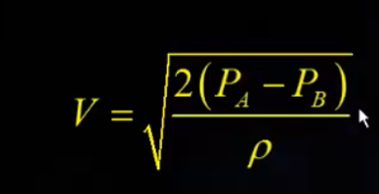 V = √(2(P_A − P_B)/ρ)